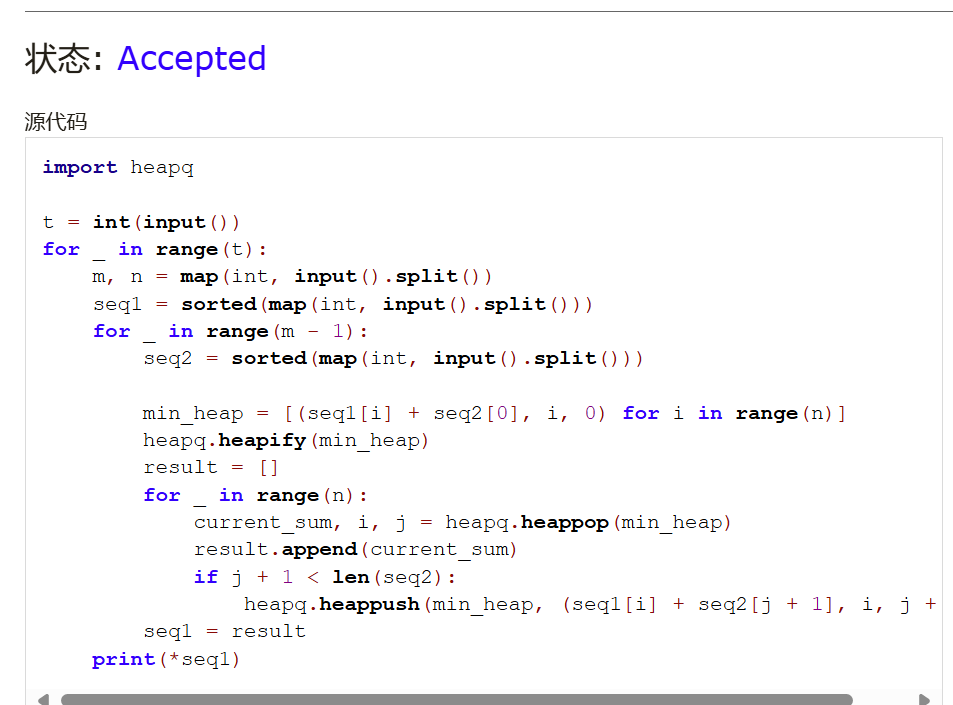 状态: Accepted
源代码
import heapq
t = int(input())
for _ in range(t):
    m, n = map(int, input().split())
    seq1 = sorted(map(int, input().split()))
    for _ in range(m - 1):
        seq2 = sorted(map(int, input().split()))
        min_heap = [(seq1[i] + seq2[0], i, 0) for i in range(n)]
        heapq.heapify(min_heap)
        result = []
        for _ in range(n):
            current_sum, i, j = heapq.heappop(min_heap)
            result.append(current_sum)
            if j + 1 < len(seq2):
                heapq.heappush(min_heap, (seq1[i] + seq2[j + 1], i, j +
        seq1 = result
    print(*seq1)